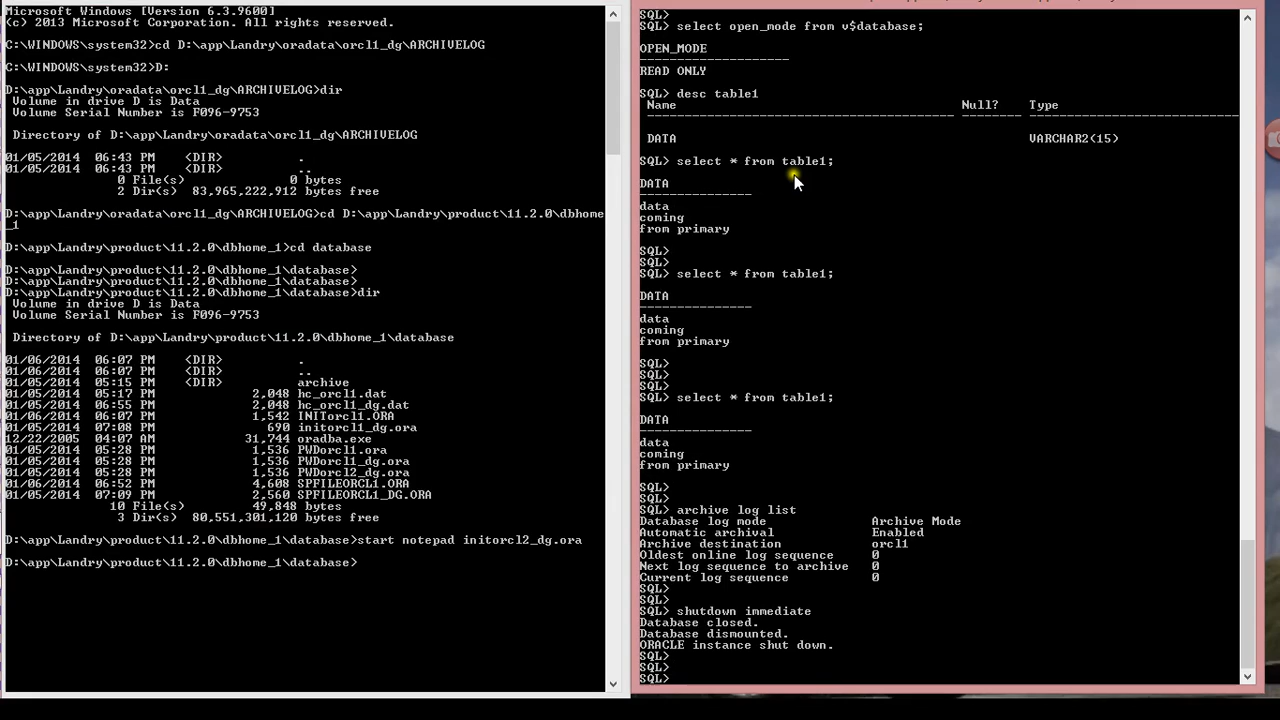 Microsoft Windows [Version 6.3.9600]
(c) 2013 Microsoft Corporation. All rights reserved.
C:\WINDOWS\system32>cd D:\app\Landry\oradata\orcl1_dg\ARCHIVELOG
C:\WINDOWS\system32>D:
D:\app\Landry\oradata\orcl1_dg\ARCHIVELOG>dir
Volume in drive D is Data
Volume Serial Number is F096-9753
Directory of D:\app\Landry\oradata\orcl1_dg\ARCHIVELOG
01/05/2014 06:43 PM <DIR> .
01/05/2014 06:43 PM <DIR> ..
0 File(s) 0 bytes
2 Dir(s) 83,965,222,912 bytes free
D:\app\Landry\oradata\orcl1_dg\ARCHIVELOG>cd D:\app\Landry\product\11.2.0\dbhome
_1
D:\app\Landry\product\11.2.0\dbhome_1>cd database
D:\app\Landry\product\11.2.0\dbhome_1\database>
D:\app\Landry\product\11.2.0\dbhome_1\database>
D:\app\Landry\product\11.2.0\dbhome_1\database>dir
Volume in drive D is Data
Volume Serial Number is F096-9753
Directory of D:\app\Landry\product\11.2.0\dbhome_1\database
01/06/2014 06:07 PM <DIR> .
01/06/2014 06:07 PM <DIR> ..
01/05/2014 05:15 PM <DIR> archive
01/05/2014 05:17 PM 2,048 hc_orcl1.dat
01/05/2014 06:55 PM 2,048 hc_orcl1_dg.dat
01/06/2014 06:07 PM 1,542 INITorcl1.ORA
01/05/2014 07:08 PM 690 initorcl1_dg.ora
12/22/2005 04:07 AM 31,744 oradba.exe
01/05/2014 05:28 PM 1,536 PWDorcl1.ora
01/05/2014 05:28 PM 1,536 PWDorcl1_dg.ora
01/05/2014 05:28 PM 1,536 PWDorcl2_dg.ora
01/05/2014 06:52 PM 4,608 SPFILEORCL1.ORA
01/05/2014 07:09 PM 2,560 SPFILEORCL1_DG.ORA
10 File(s) 49,848 bytes
3 Dir(s) 80,551,301,120 bytes free
D:\app\Landry\product\11.2.0\dbhome_1\database>start notepad initorcl2_dg.ora
D:\app\Landry\product\11.2.0\dbhome_1\database>
SQL>
SQL> select open_mode from v$database;
OPEN_MODE
--------------------
READ ONLY
SQL> desc table1
Name Null? Type
----------------------------------------- -------- ----------------------------
DATA VARCHAR2(15)
SQL> select * from table1;
DATA
---------------
data
coming
from primary
SQL>
SQL>
SQL> select * from table1;
DATA
---------------
data
coming
from primary
SQL>
SQL>
SQL>
SQL> select * from table1;
DATA
---------------
data
coming
from primary
SQL>
SQL>
SQL> archive log list
Database log mode Archive Mode
Automatic archival Enabled
Archive destination orcl1
Oldest online log sequence 0
Next log sequence to archive 0
Current log sequence 0
SQL>
SQL>
SQL> shutdown immediate
Database closed.
Database dismounted.
ORACLE instance shut down.
SQL>
SQL>
SQL>